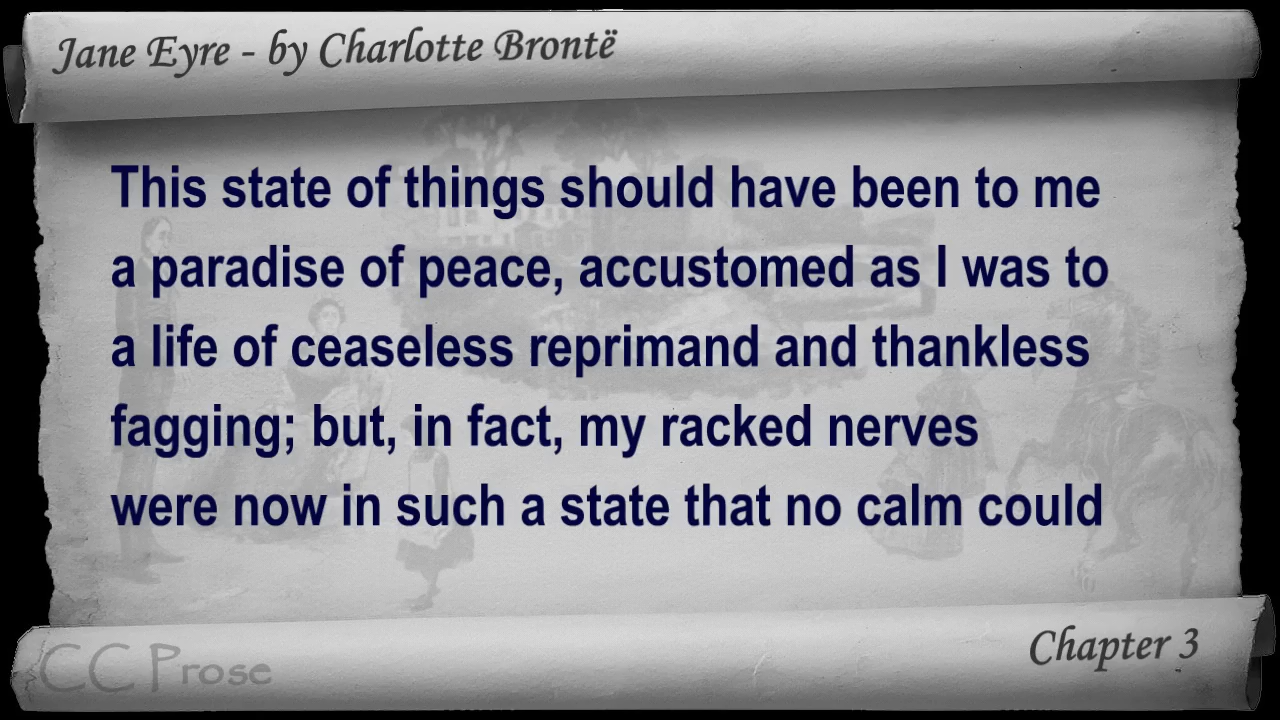 Jane Eyre - by Charlotte Brontë
This state of things should have been to me
a paradise of peace, accustomed as I was to
a life of ceaseless reprimand and thankless
fagging; but, in fact, my racked nerves
were now in such a state that no calm could
Chapter 3
CC Prose